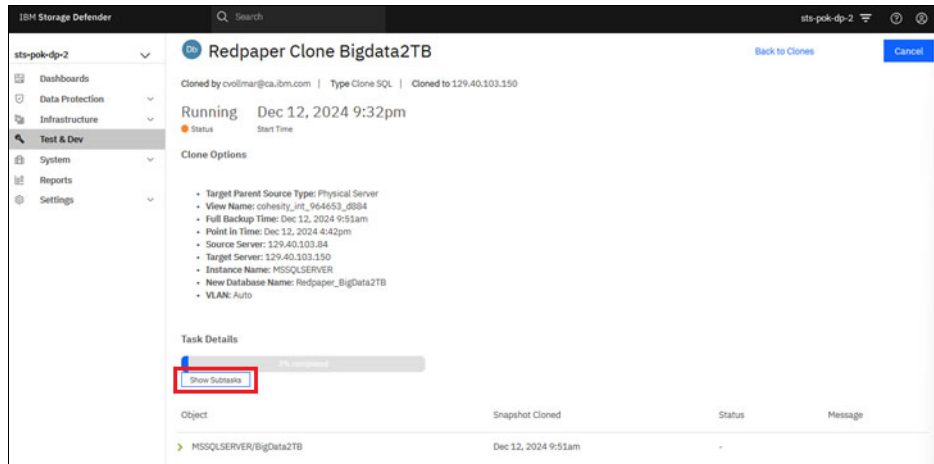 IBM Storage Defender
Search
sts-pok-dp-2
sts-pok-dp-2
Dashboards
Data Protection
Infrastructure
Test & Dev
System
Reports
Settings
Db
Redpaper Clone Bigdata2TB
Back to Clones
Cancel
Cloned by cvollmar@ca.ibm.com | Type Clone SQL | Cloned to 129.40.103.150
Running Dec 12, 2024 9:32pm
Status Start Time
Clone Options
• Target Parent Source Type: Physical Server
• View Name: cohesity_int_964653_d884
• Full Backup Time: Dec 12, 2024 9:51am
• Point in Time: Dec 12, 2024 4:42pm
• Source Server: 129.40.103.84
• Target Server: 129.40.103.150
• Instance Name: MSSQLSERVER
• New Database Name: Redpaper_BigData2TB
• VLAN: Auto
Task Details
completed
Show Subtasks
Object Snapshot Cloned Status Message
MSSQLSERVER/BigData2TB Dec 12, 2024 9:51am -